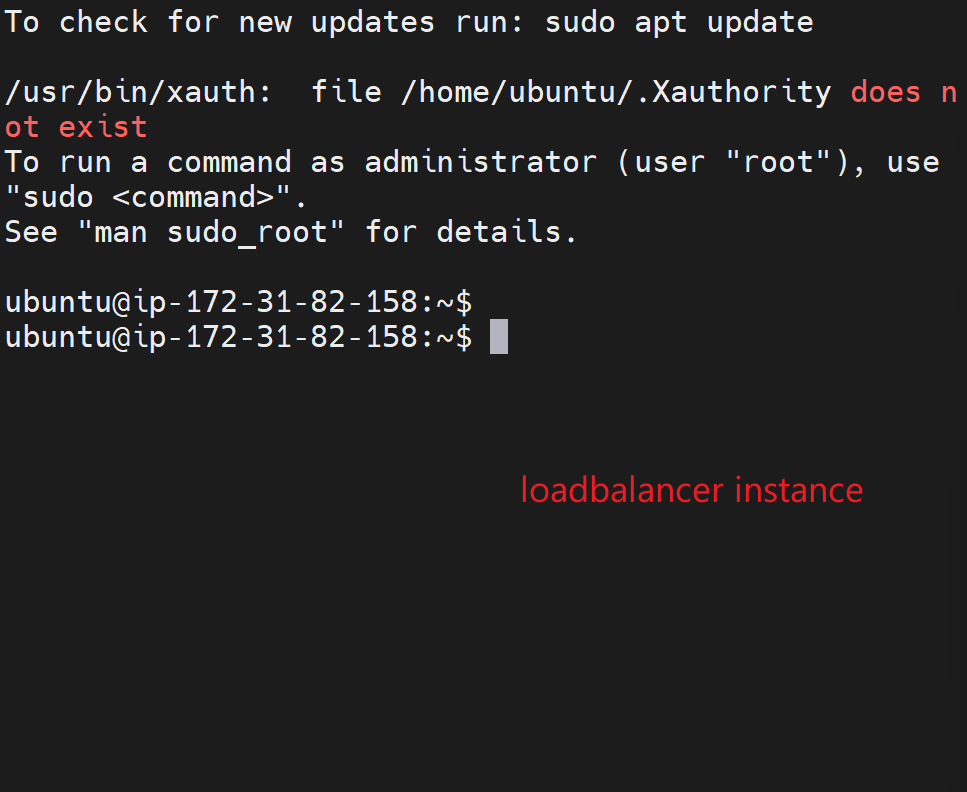 To check for new updates run: sudo apt update
/usr/bin/xauth:  file /home/ubuntu/.Xauthority does n
ot exist
To run a command as administrator (user "root"), use
"sudo <command>".
See "man sudo_root" for details.
ubuntu@ip-172-31-82-158:~$
ubuntu@ip-172-31-82-158:~$
loadbalancer instance